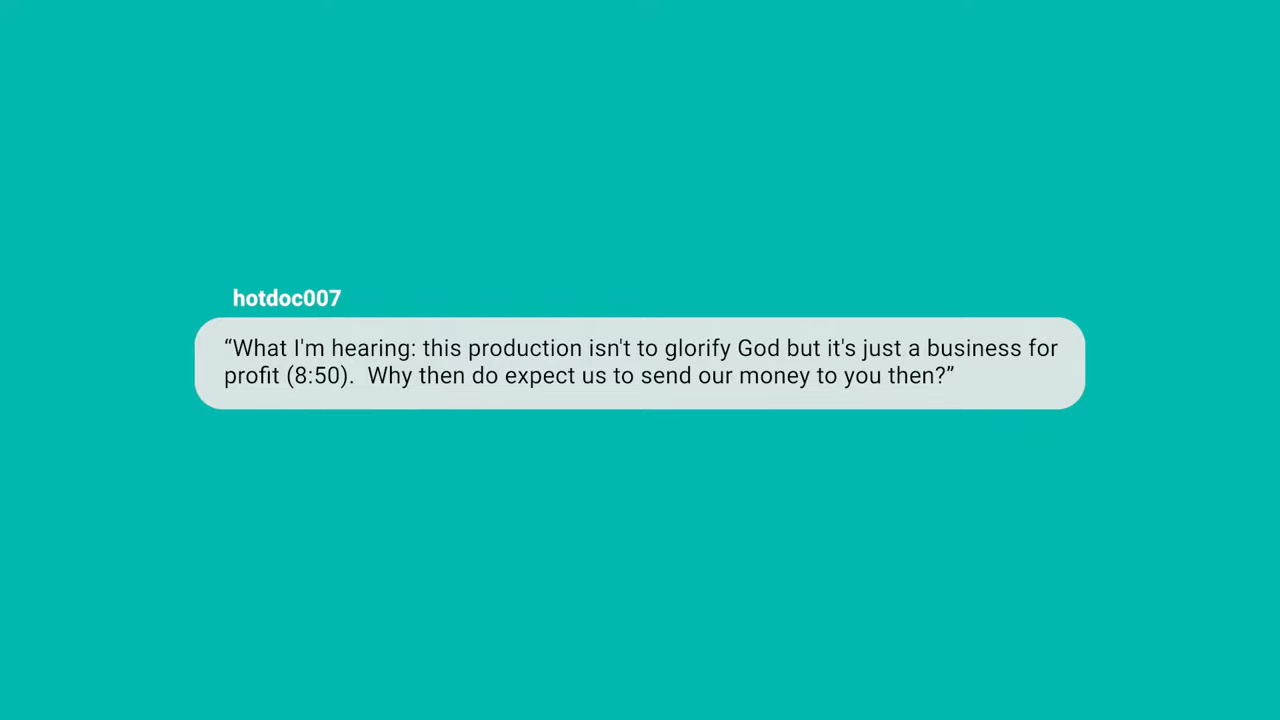 hotdoc007
“What I'm hearing: this production isn't to glorify God but it's just a business for
profit (8:50).  Why then do expect us to send our money to you then?”